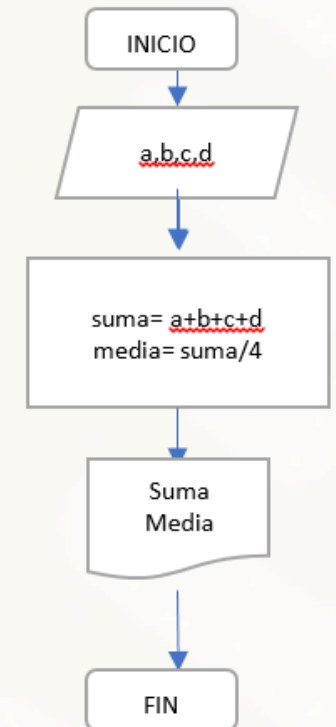 INICIO
a,b,c,d
suma= a+b+c+d
media= suma/4
Suma
Media
FIN